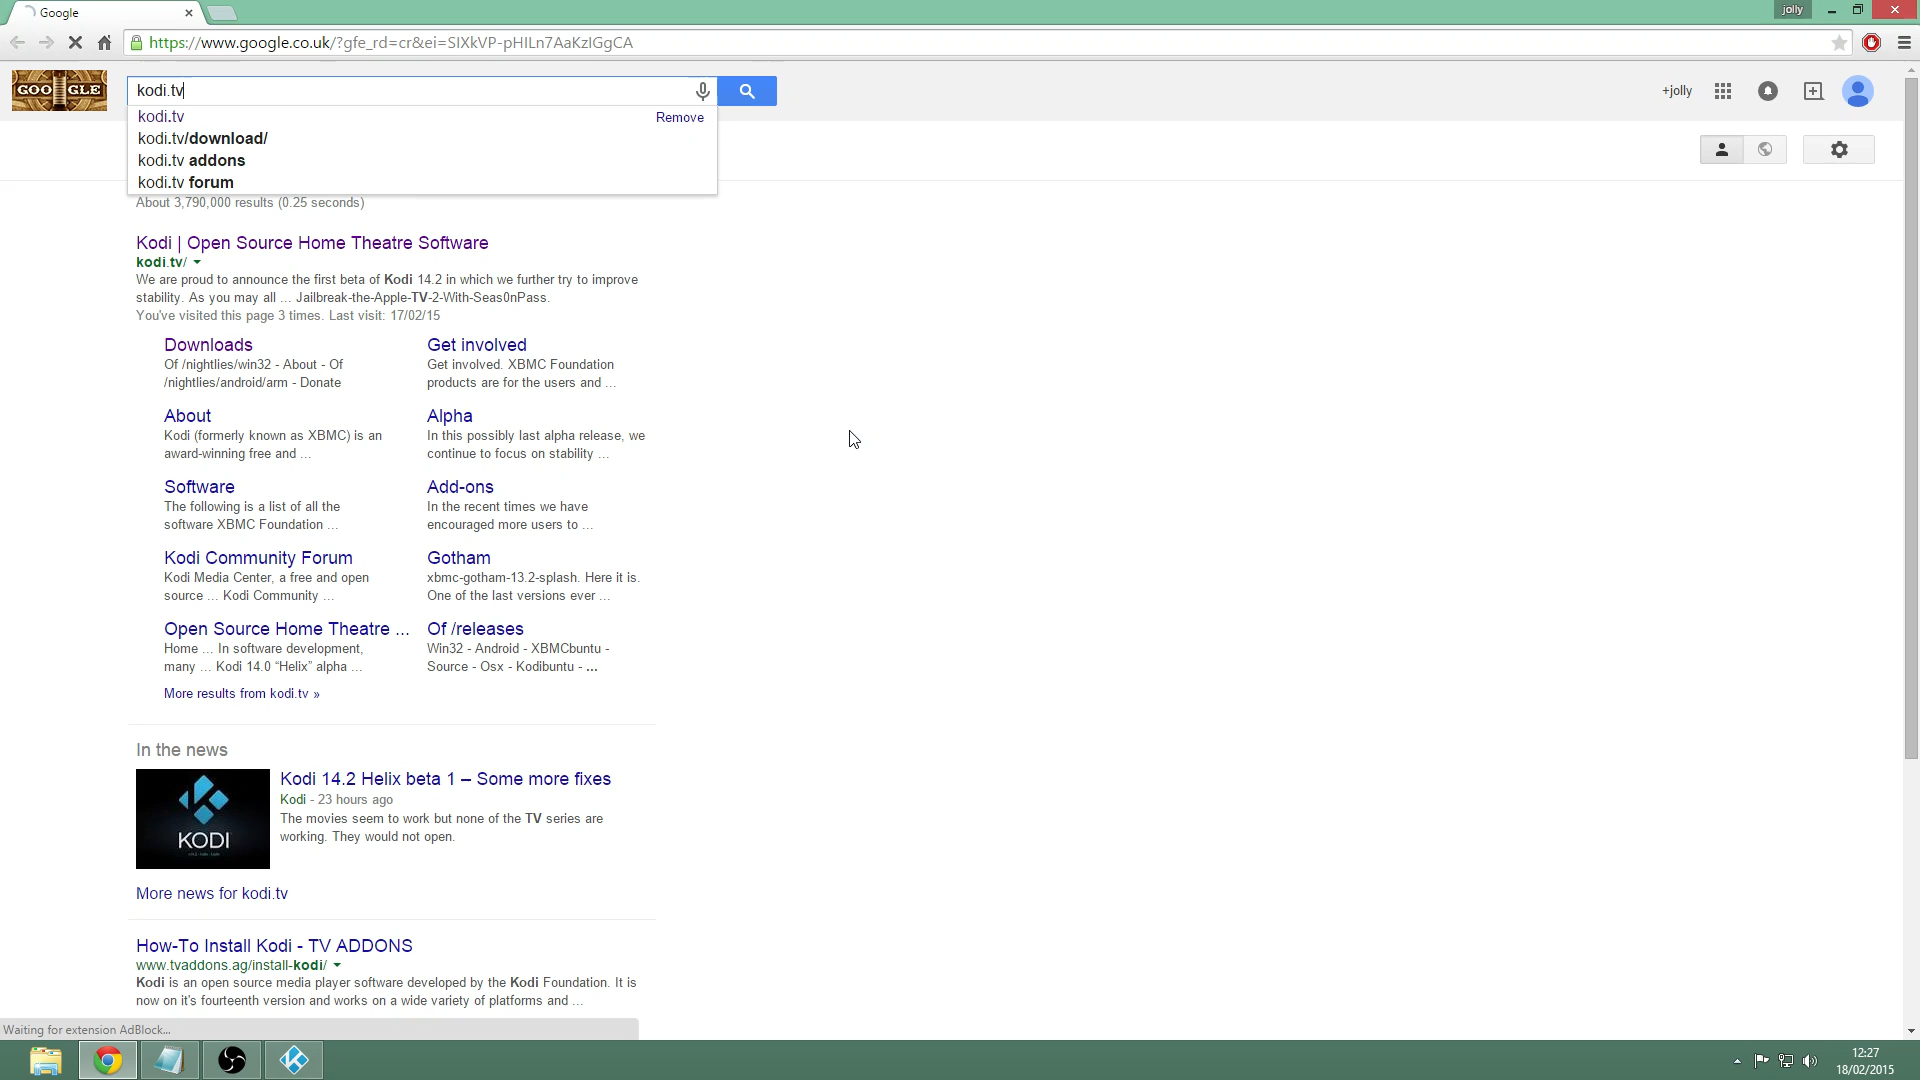 Google
jolly
https://www.google.co.uk/?gfe_rd=cr&ei=SIXkVP-pHILn7AaKzIGgCA
GOOGLE
kodi.tv
+jolly
kodi.tv
Remove
kodi.tv/download/
kodi.tv addons
kodi.tv forum
About 3,790,000 results (0.25 seconds)
Kodi | Open Source Home Theatre Software
kodi.tv/
We are proud to announce the first beta of Kodi 14.2 in which we further try to improve
stability. As you may all ... Jailbreak-the-Apple-TV-2-With-Seas0nPass.
You've visited this page 3 times. Last visit: 17/02/15
Downloads
Of /nightlies/win32 - About - Of
/nightlies/android/arm - Donate
Get involved
Get involved. XBMC Foundation
products are for the users and ...
About
Kodi (formerly known as XBMC) is an
award-winning free and ...
Alpha
In this possibly last alpha release, we
continue to focus on stability ...
Software
The following is a list of all the
software XBMC Foundation ...
Add-ons
In the recent times we have
encouraged more users to ...
Kodi Community Forum
Kodi Media Center, a free and open
source ... Kodi Community ...
Gotham
xbmc-gotham-13.2-splash. Here it is.
One of the last versions ever ...
Open Source Home Theatre ...
Home ... In software development,
many ... Kodi 14.0 “Helix” alpha ...
Of /releases
Win32 - Android - XBMCbuntu -
Source - Osx - Kodibuntu - ...
More results from kodi.tv »
In the news
KODI
Kodi 14.2 Helix beta 1 – Some more fixes
Kodi - 23 hours ago
The movies seem to work but none of the TV series are
working. They would not open.
More news for kodi.tv
How-To Install Kodi - TV ADDONS
www.tvaddons.ag/install-kodi/
Kodi is an open source media player software developed by the Kodi Foundation. It is
now on it's fourteenth version and works on a wide variety of platforms and ...
Waiting for extension AdBlock...
12:27
18/02/2015